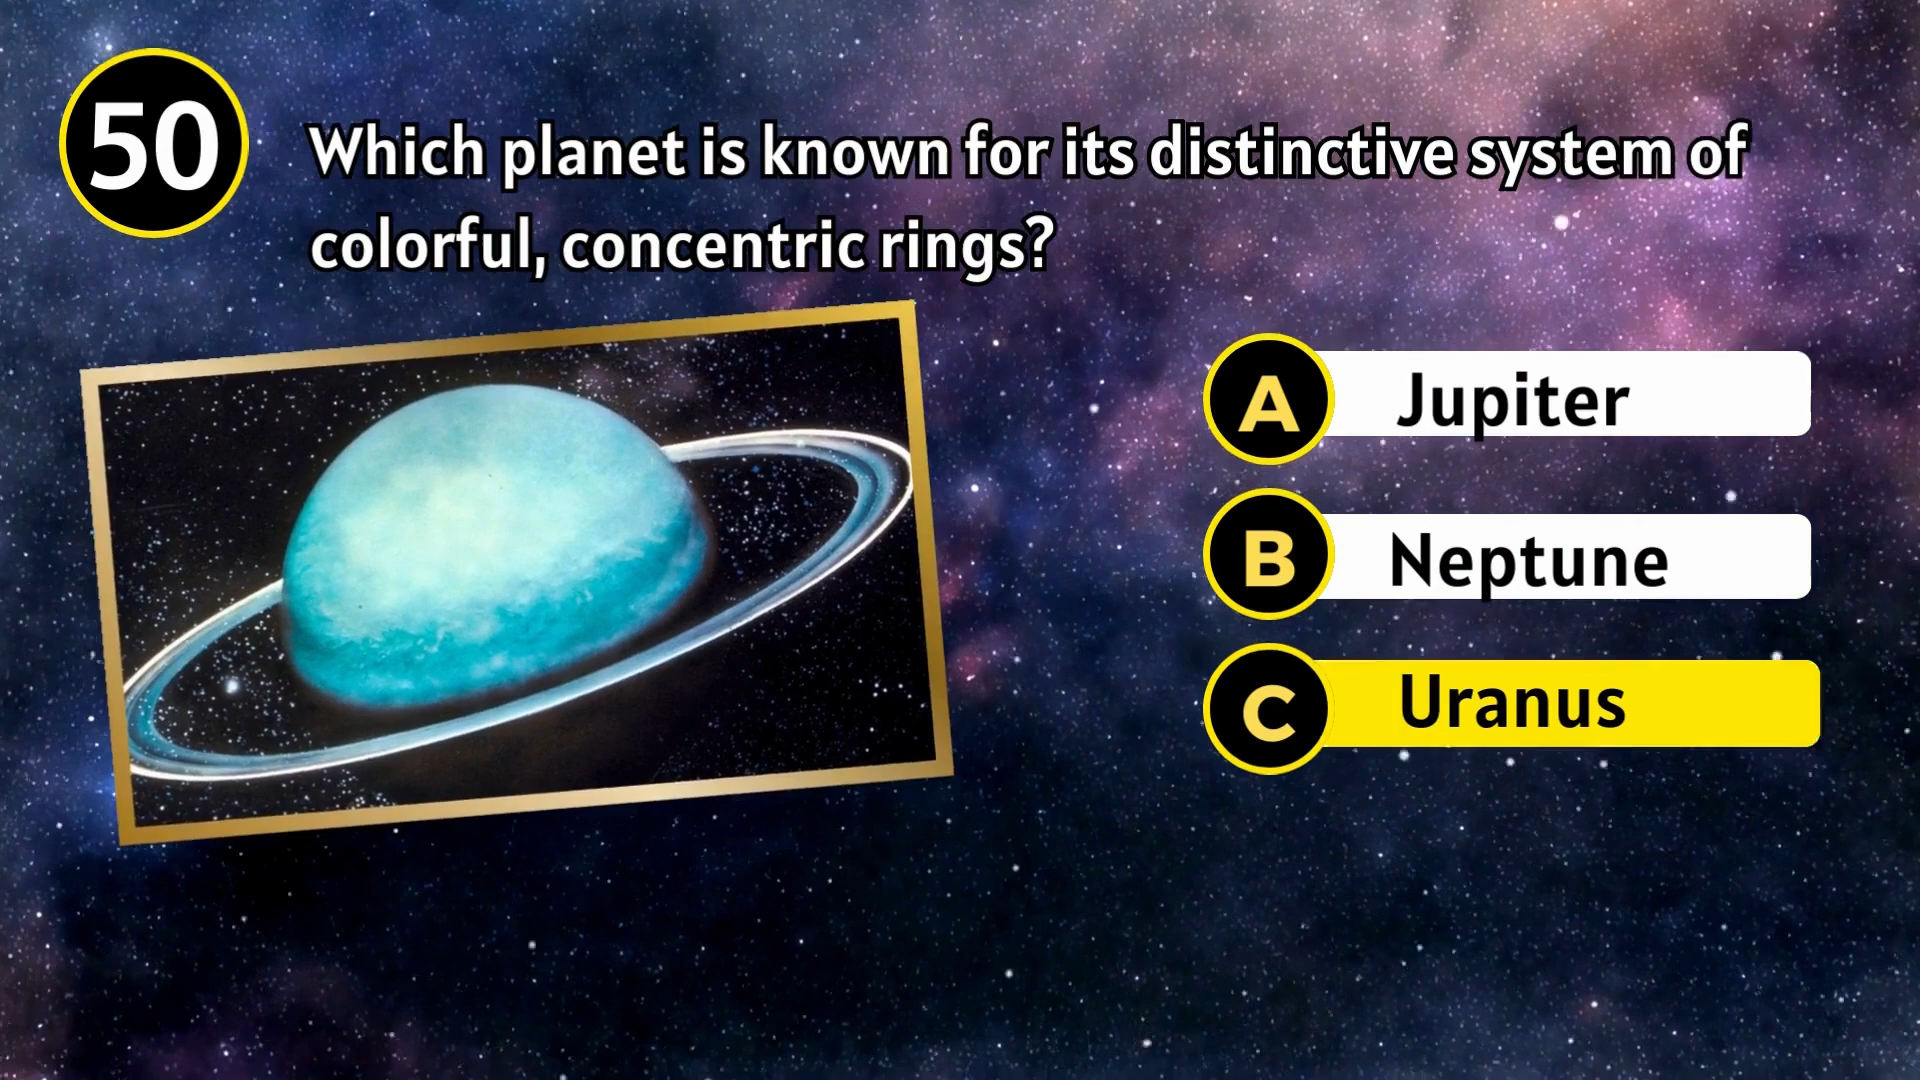 50
Which planet is known for its distinctive system of
colorful, concentric rings?
A Jupiter
B Neptune
C Uranus